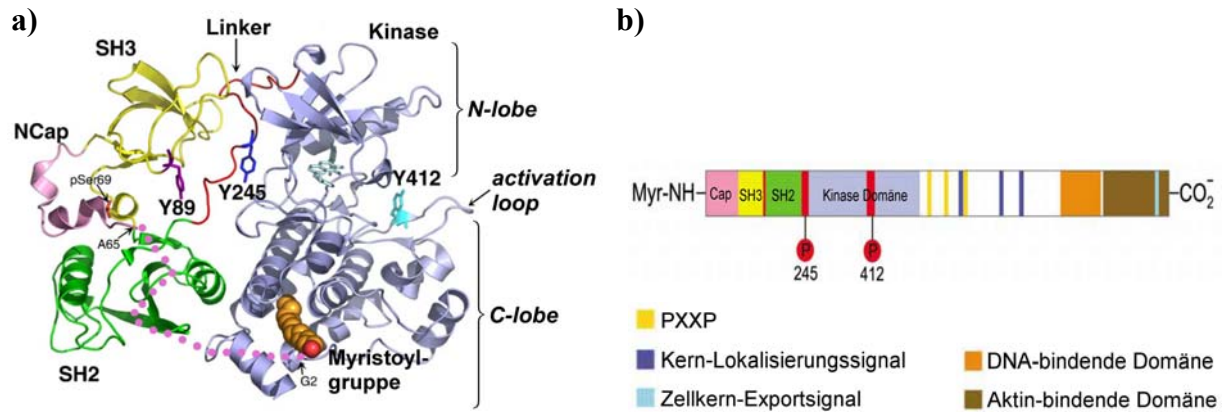 a)
SH3
Linker
Kinase
N-lobe
NCap
pSer69
Y89
Y245
Y412
activation
loop
A65
C-lobe
SH2
Myristoyl-
gruppe
G2
b)
Myr-NH
Cap
SH3
SH2
Kinase Domäne
CO₂⁻
P
P
245
412
PXXP
Kern-Lokalisierungssignal
DNA-bindende Domäne
Zellkern-Exportsignal
Aktin-bindende Domäne